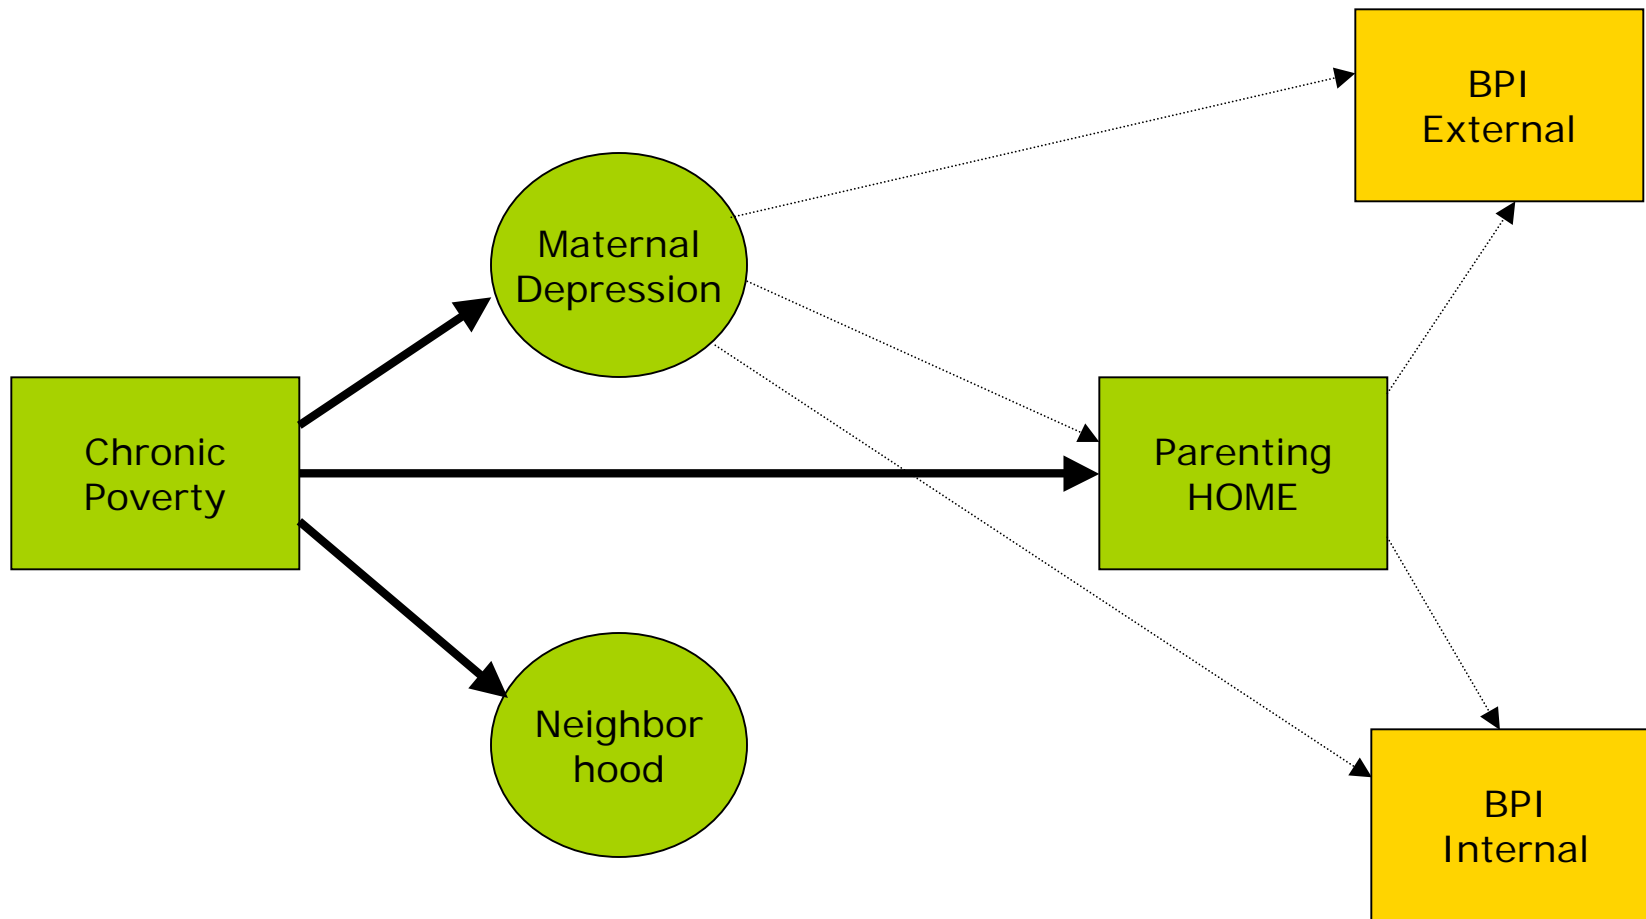 BPI
External
Maternal
Depression
Chronic
Poverty
Parenting
HOME
Neighbor
hood
BPI
Internal